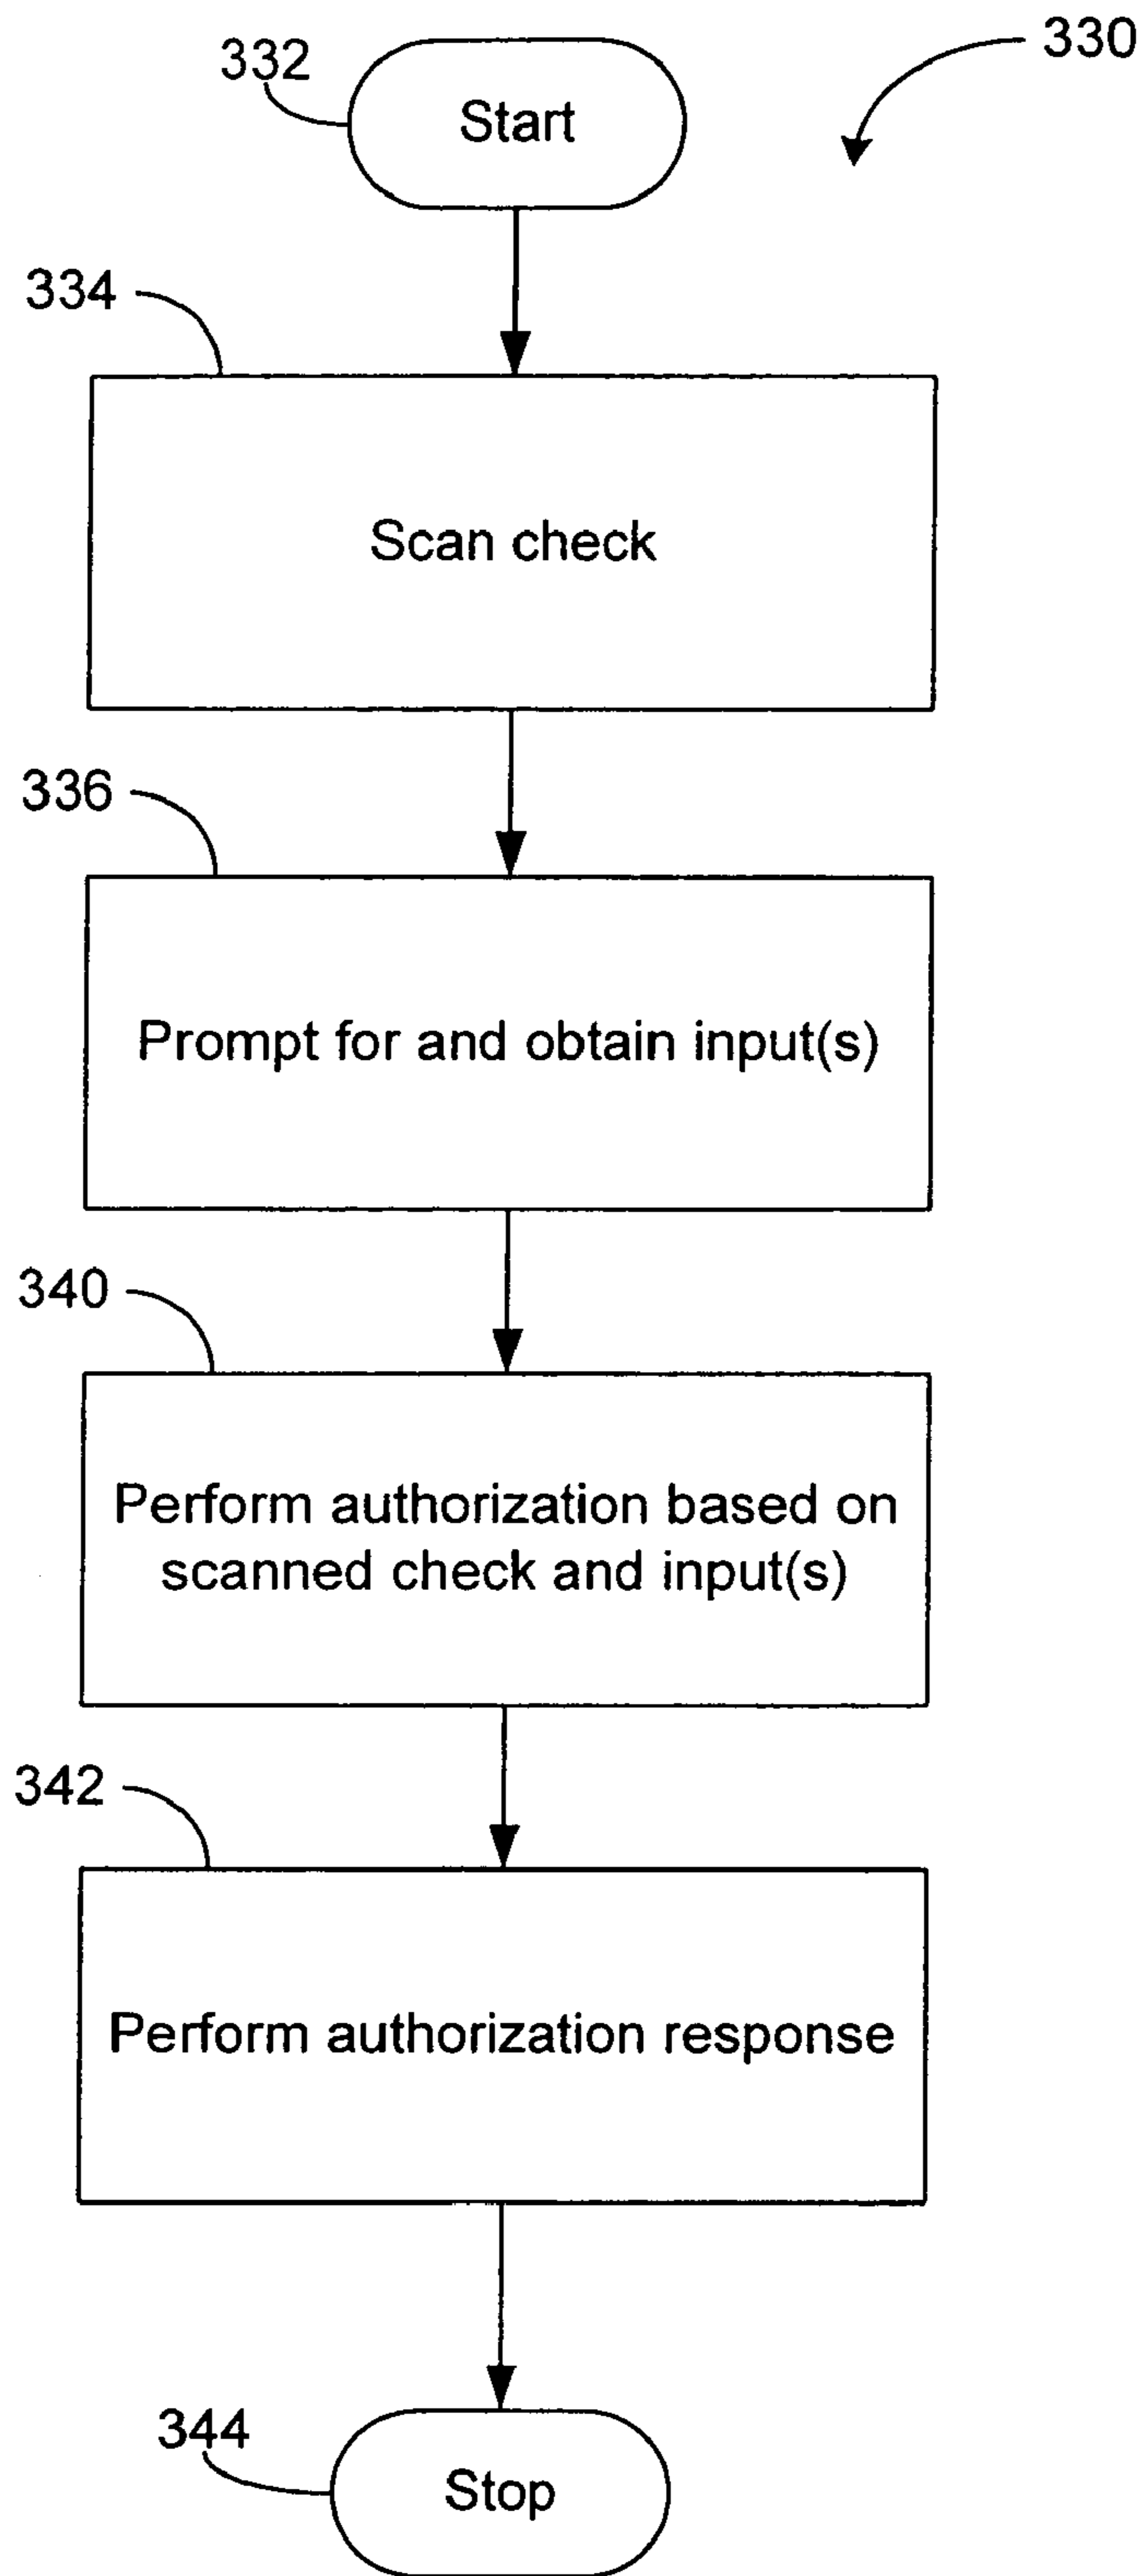 330
332
Start
334
Scan check
336
Prompt for and obtain input(s)
340
Perform authorization based on
scanned check and input(s)
342
Perform authorization response
344
Stop